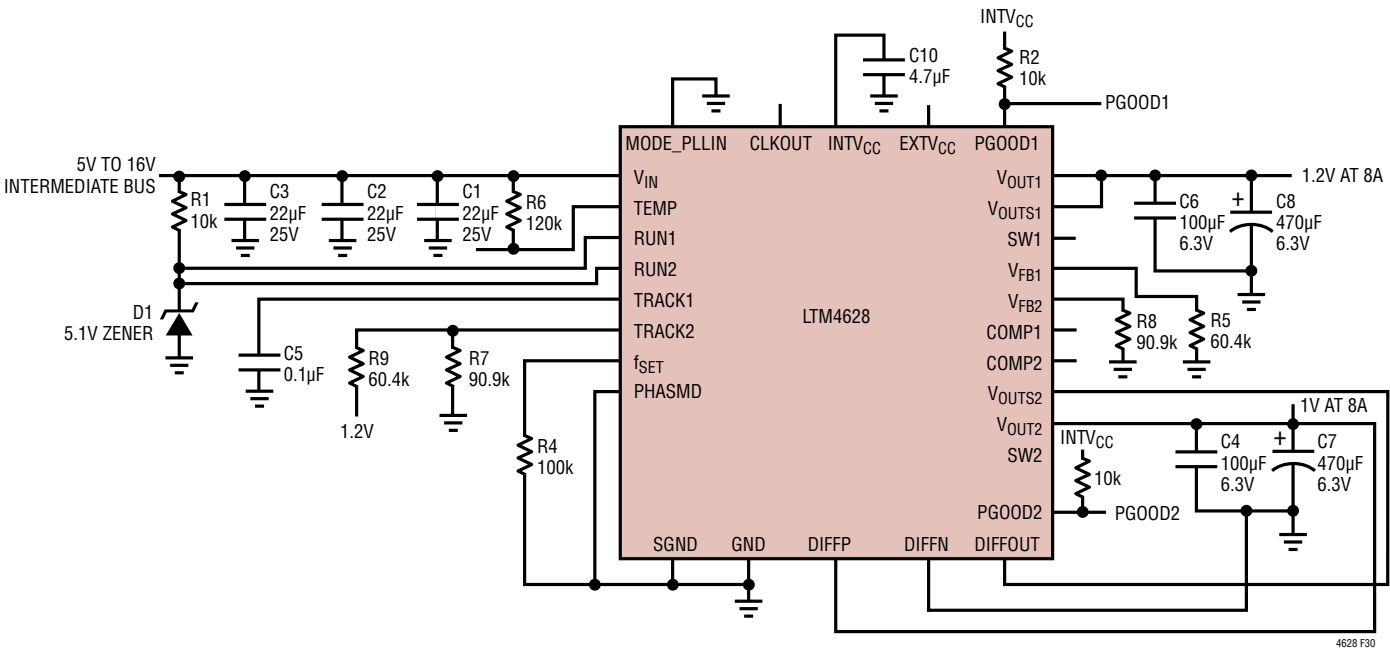 INTVCC
C10
4.7µF
R2
10k
PGOOD1
MODE_PLLIN
CLKOUT
INTVCC
EXTVCC
PGOOD1
5V TO 16V
INTERMEDIATE BUS
R1
10k
C3
22µF
25V
C2
22µF
25V
C1
22µF
25V
R6
120k
VIN
TEMP
RUN1
RUN2
TRACK1
TRACK2
fSET
PHASMD
LTM4628
VOUT1
VOUTS1
SW1
VFB1
VFB2
COMP1
COMP2
VOUTS2
VOUT2
SW2
PGOOD2
1.2V AT 8A
C6
100µF
6.3V
+
C8
470µF
6.3V
D1
5.1V ZENER
C5
0.1µF
R9
60.4k
1.2V
R7
90.9k
R8
90.9k
R5
60.4k
R4
100k
1V AT 8A
INTVCC
10k
PGOOD2
C4
100µF
6.3V
+
C7
470µF
6.3V
SGND
GND
DIFFP
DIFFN
DIFFOUT
4628 F30